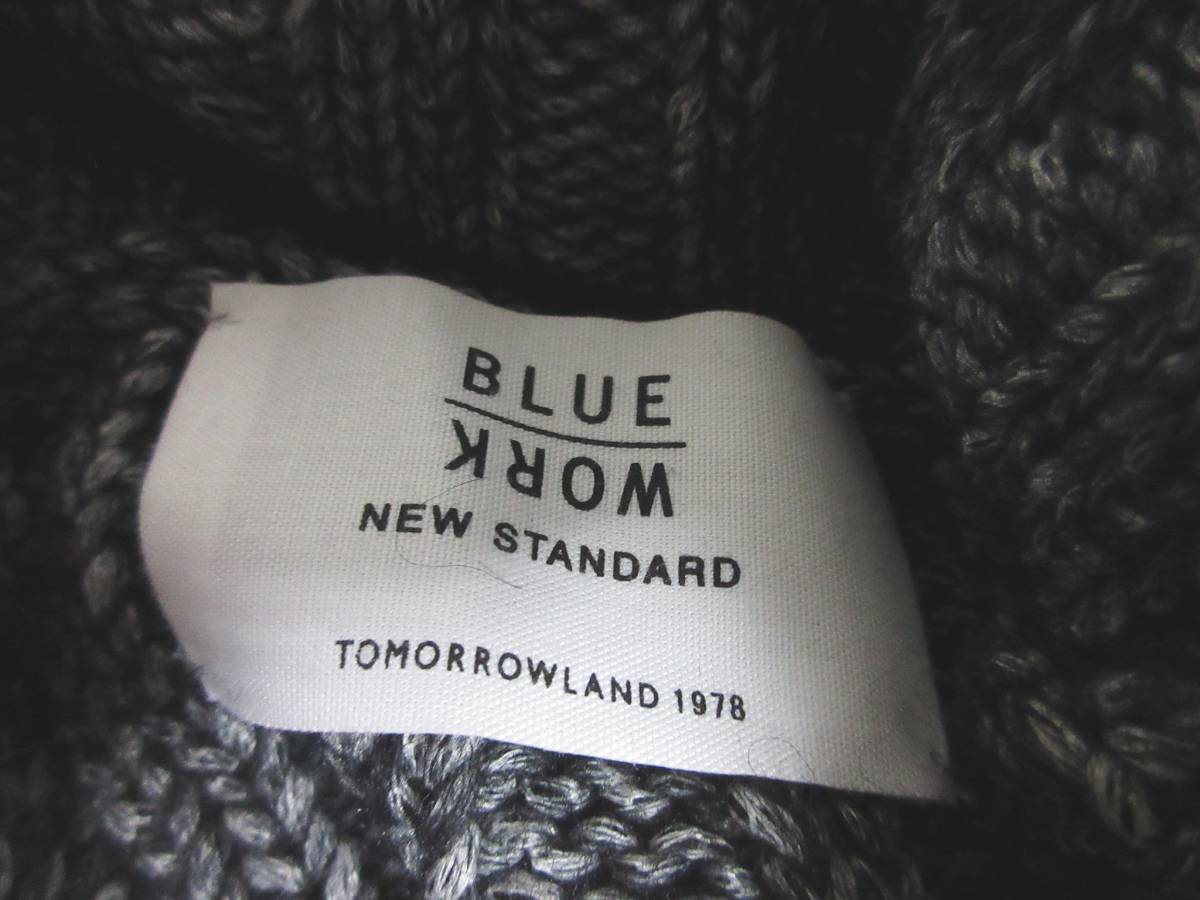 BLUE
WORK
NEW STANDARD
TOMORROWLAND 1978